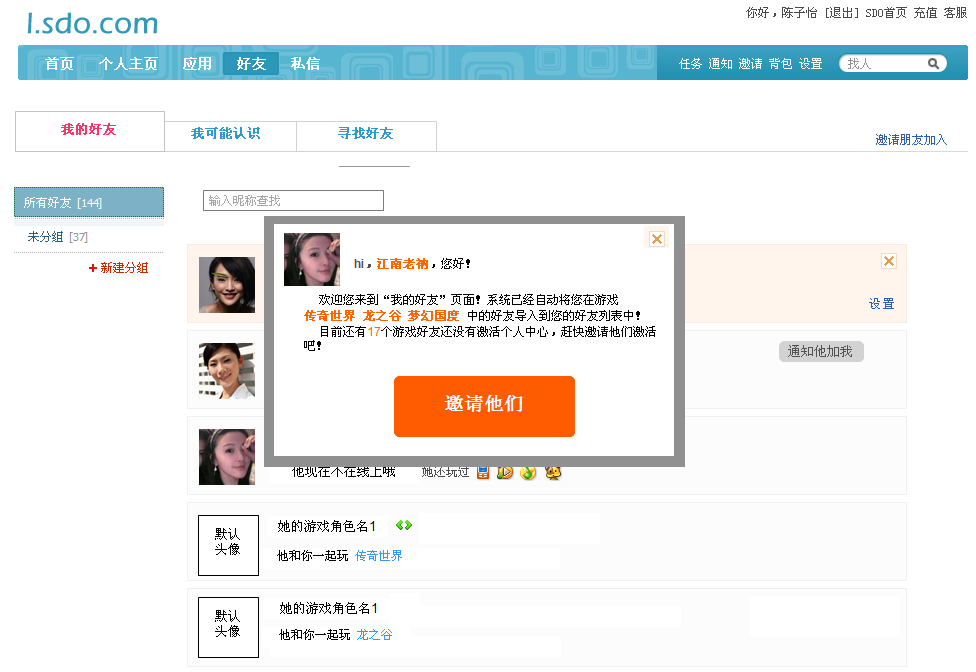 l.sdo.com
你好，陈子怡 [退出] SDO首页 充值 客服
首页 个人主页 应用 好友 私信 任务 通知 邀请 背包 设置 找人
我的好友 我可能认识 寻找好友
邀请朋友加入
所有好友 [144]
未分组 [37]
+ 新建分组
输入昵称查找
hi，江南老衲，您好！
欢迎您来到“我的好友”页面！系统已经自动将您在游戏
传奇世界 龙之谷 梦幻国度 中的好友导入到您的好友列表中！
目前还有17个游戏好友还没有激活个人中心，赶快邀请他们激活
吧！
邀请他们
设置
通知他加我
他现在不在线上哦 她还玩过
默认
头像
她的游戏角色名1
他和你一起玩 传奇世界
默认
头像
她的游戏角色名1
他和你一起玩 龙之谷